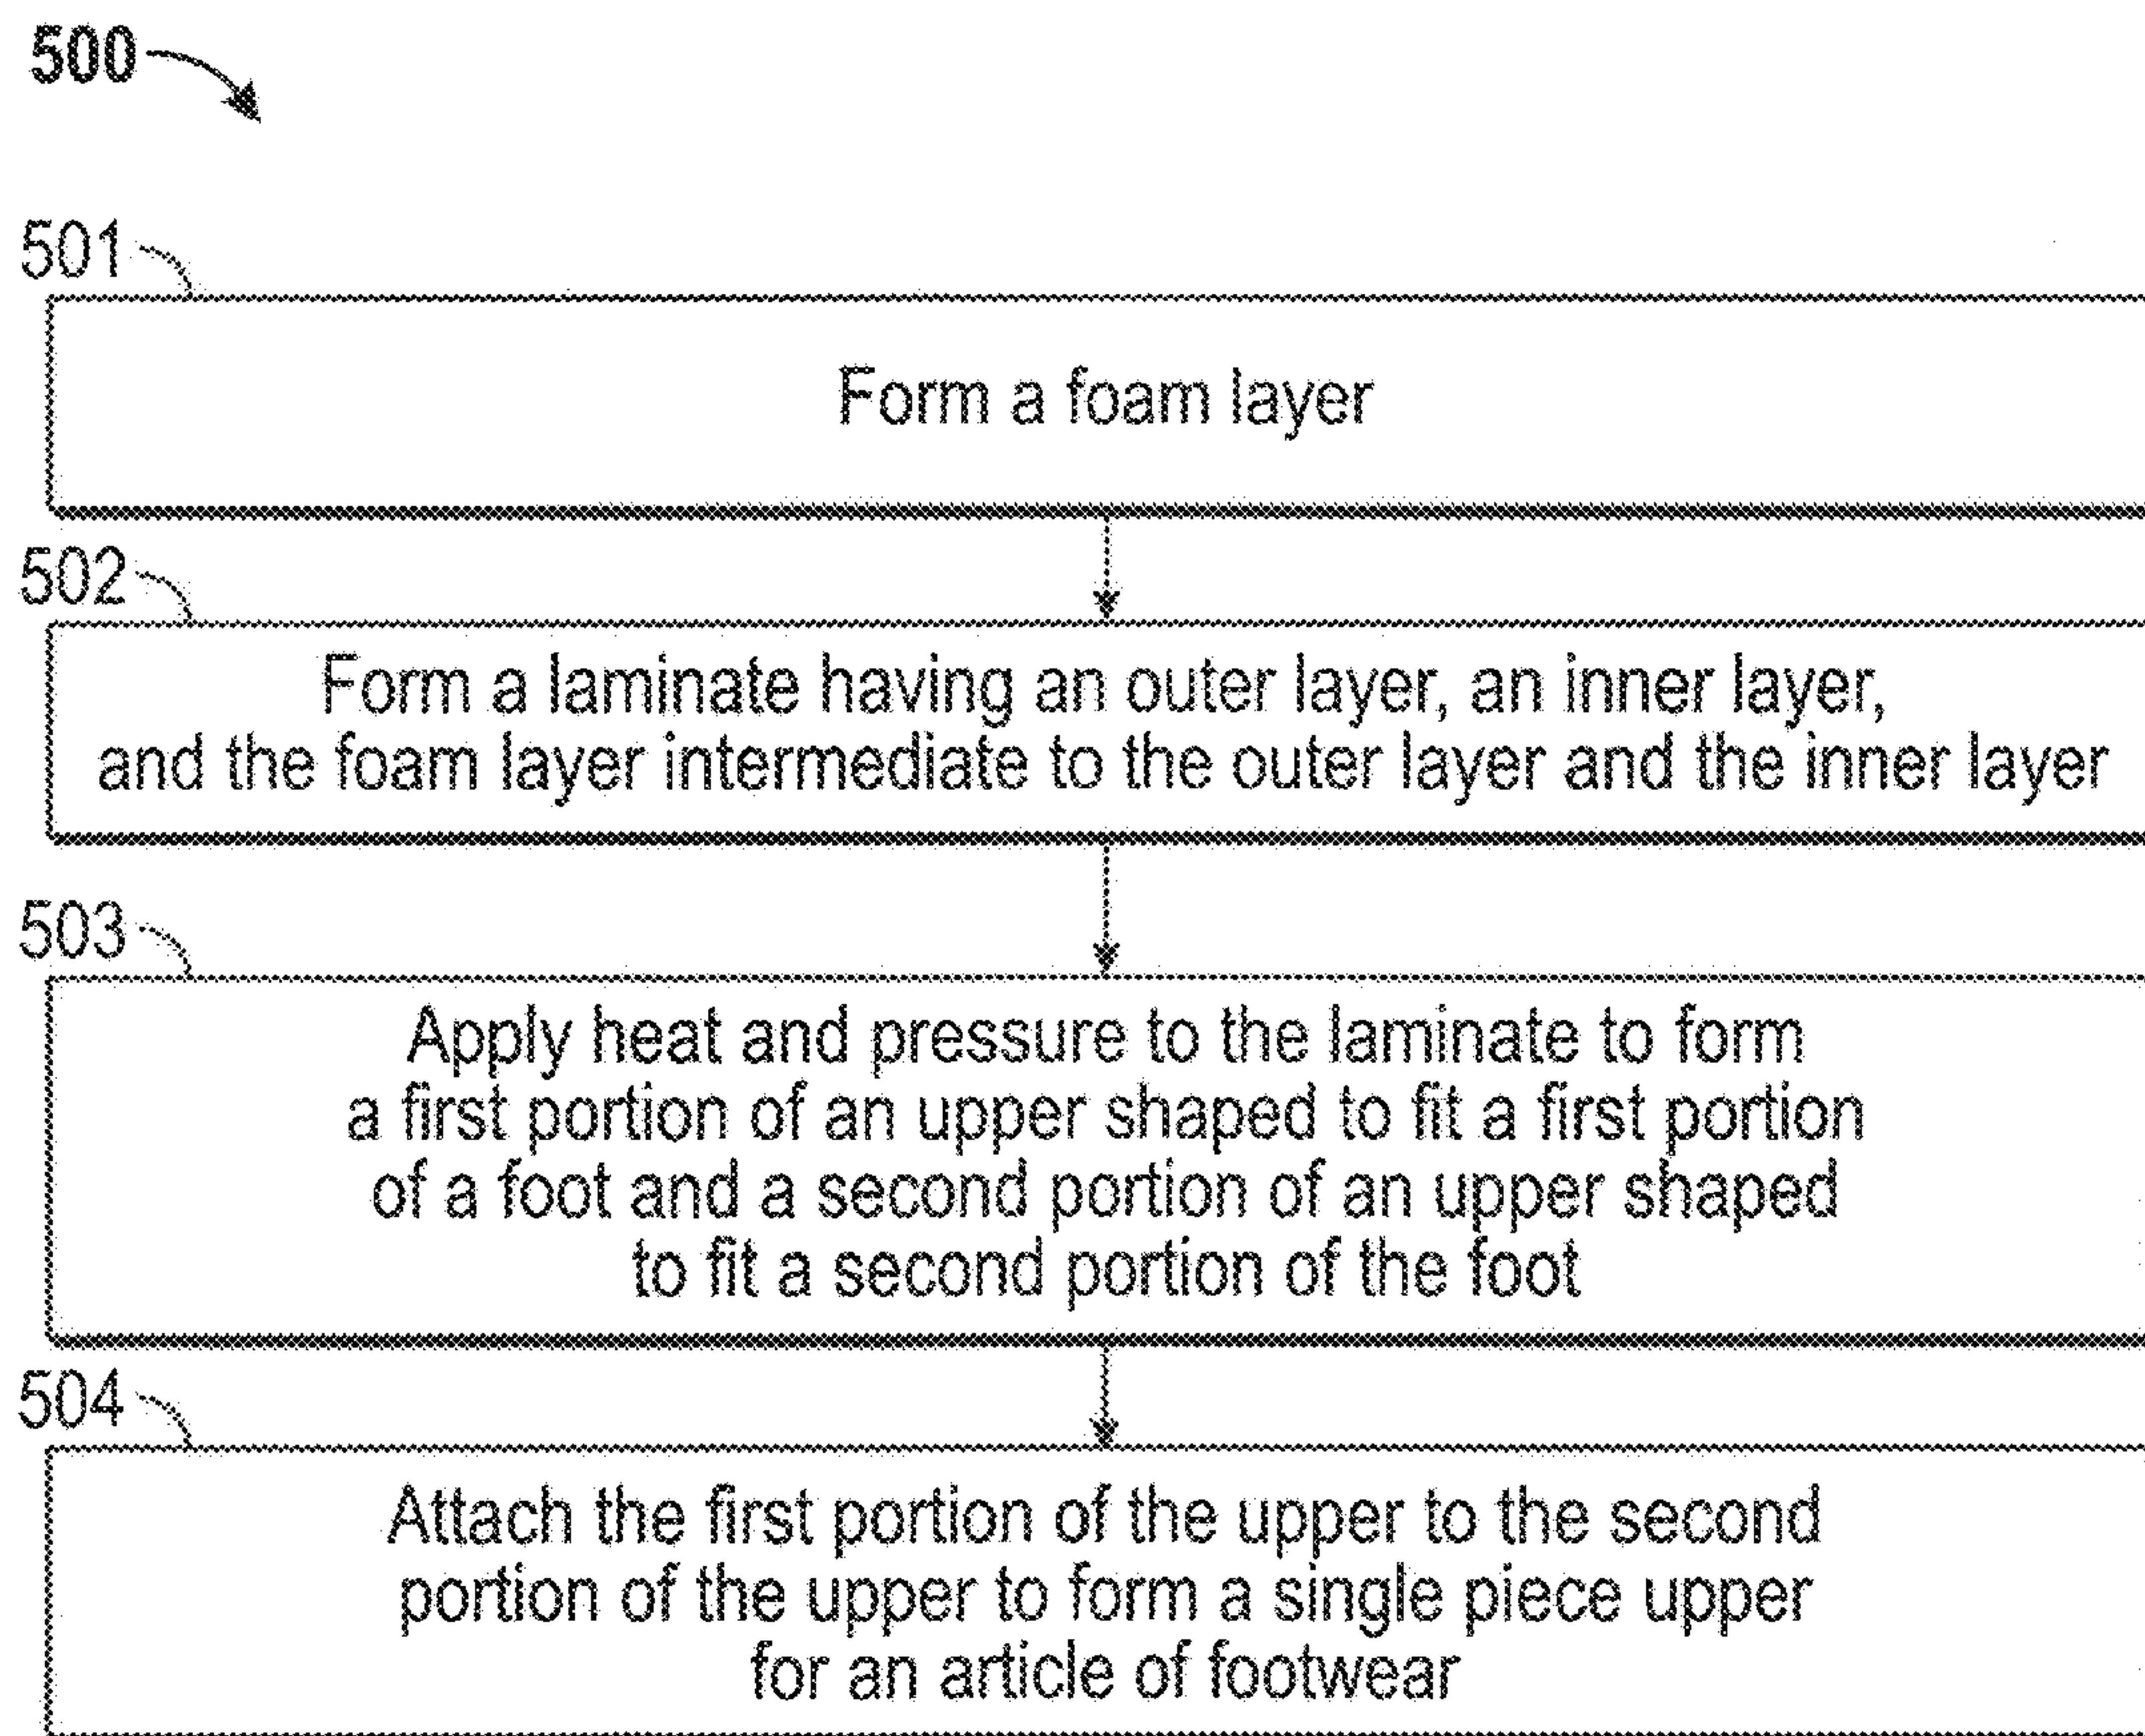 500
501
Form a foam layer
502
Form a laminate having an outer layer, an inner layer,
and the foam layer intermediate to the outer layer and the inner layer
503
Apply heat and pressure to the laminate to form
a first portion of an upper shaped to fit a first portion
of a foot and a second portion of an upper shaped
to fit a second portion of the foot
504
Attach the first portion of the upper to the second
portion of the upper to form a single piece upper
for an article of footwear